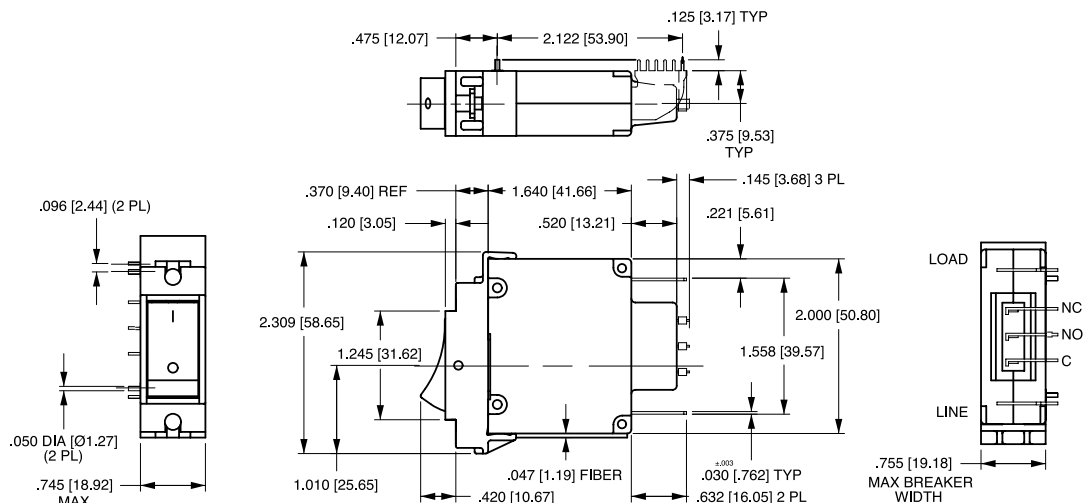 .125 [3.17] TYP
.475 [12.07]
2.122 [53.90]
.375 [9.53]
TYP
.370 [9.40] REF
1.640 [41.66]
.145 [3.68] 3 PL
.096 [2.44] (2 PL)
.120 [3.05]
.520 [13.21]
.221 [5.61]
LOAD
I
2.309 [58.65]
1.245 [31.62]
2.000 [50.80]
1.558 [39.57]
NC
NO
C
LINE
.050 DIA [Ø1.27]
(2 PL)
.745 [18.92]
MAX
1.010 [25.65]
.420 [10.67]
.047 [1.19] FIBER
±.003
.030 [.762] TYP
.632 [16.05] 2 PL
.755 [19.18]
MAX BREAKER
WIDTH